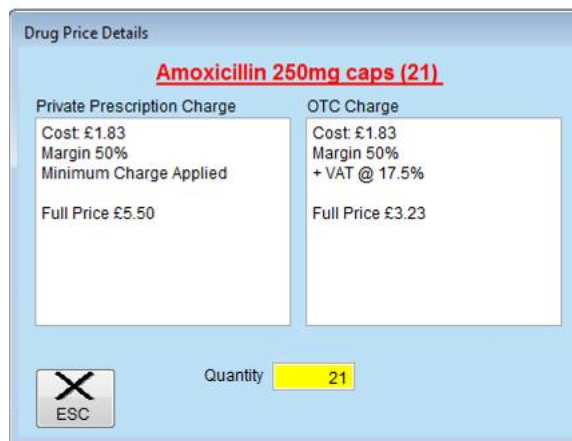 Drug Price Details
Amoxicillin 250mg caps (21)
Private Prescription Charge
Cost: £1.83
Margin 50%
Minimum Charge Applied
Full Price £5.50
OTC Charge
Cost: £1.83
Margin 50%
+ VAT @ 17.5%
Full Price £3.23
Quantity 21
ESC